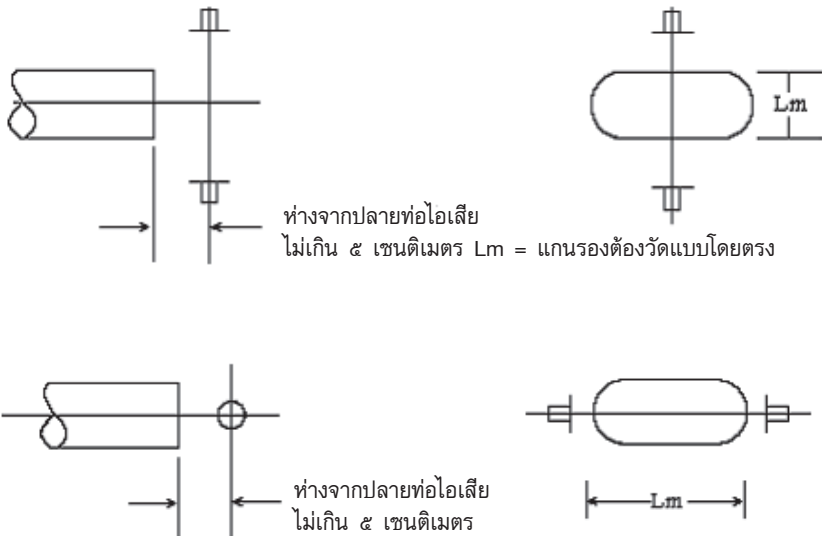 Lm
ห่างจากปลายท่อไอเสีย
ไม่เกิน ๕ เซนติเมตร Lm = แกนรองต้องวัดแบบโดยตรง
ห่างจากปลายท่อไอเสีย
ไม่เกิน ๕ เซนติเมตร
Lm